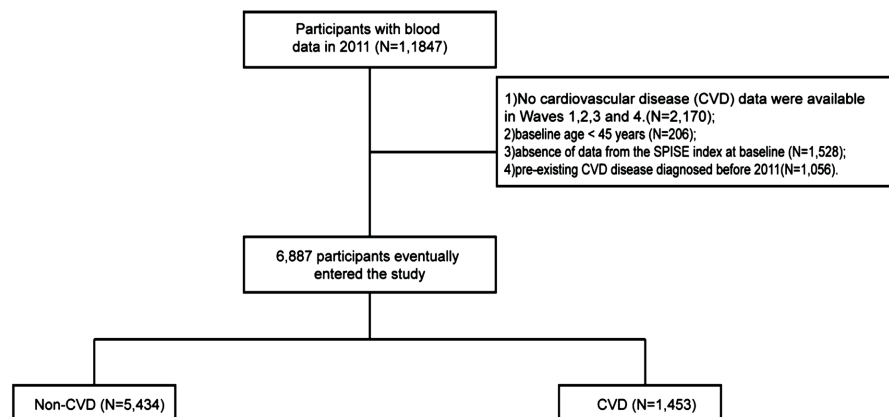 Participants with blood
data in 2011 (N=1,1847)
1)No cardiovascular disease (CVD) data were available
in Waves 1,2,3 and 4.(N=2,170);
2)baseline age < 45 years (N=206);
3)absence of data from the SPISE index at baseline (N=1,528);
4)pre-existing CVD disease diagnosed before 2011(N=1,056).
6,887 participants eventually
entered the study
Non-CVD (N=5,434)
CVD (N=1,453)